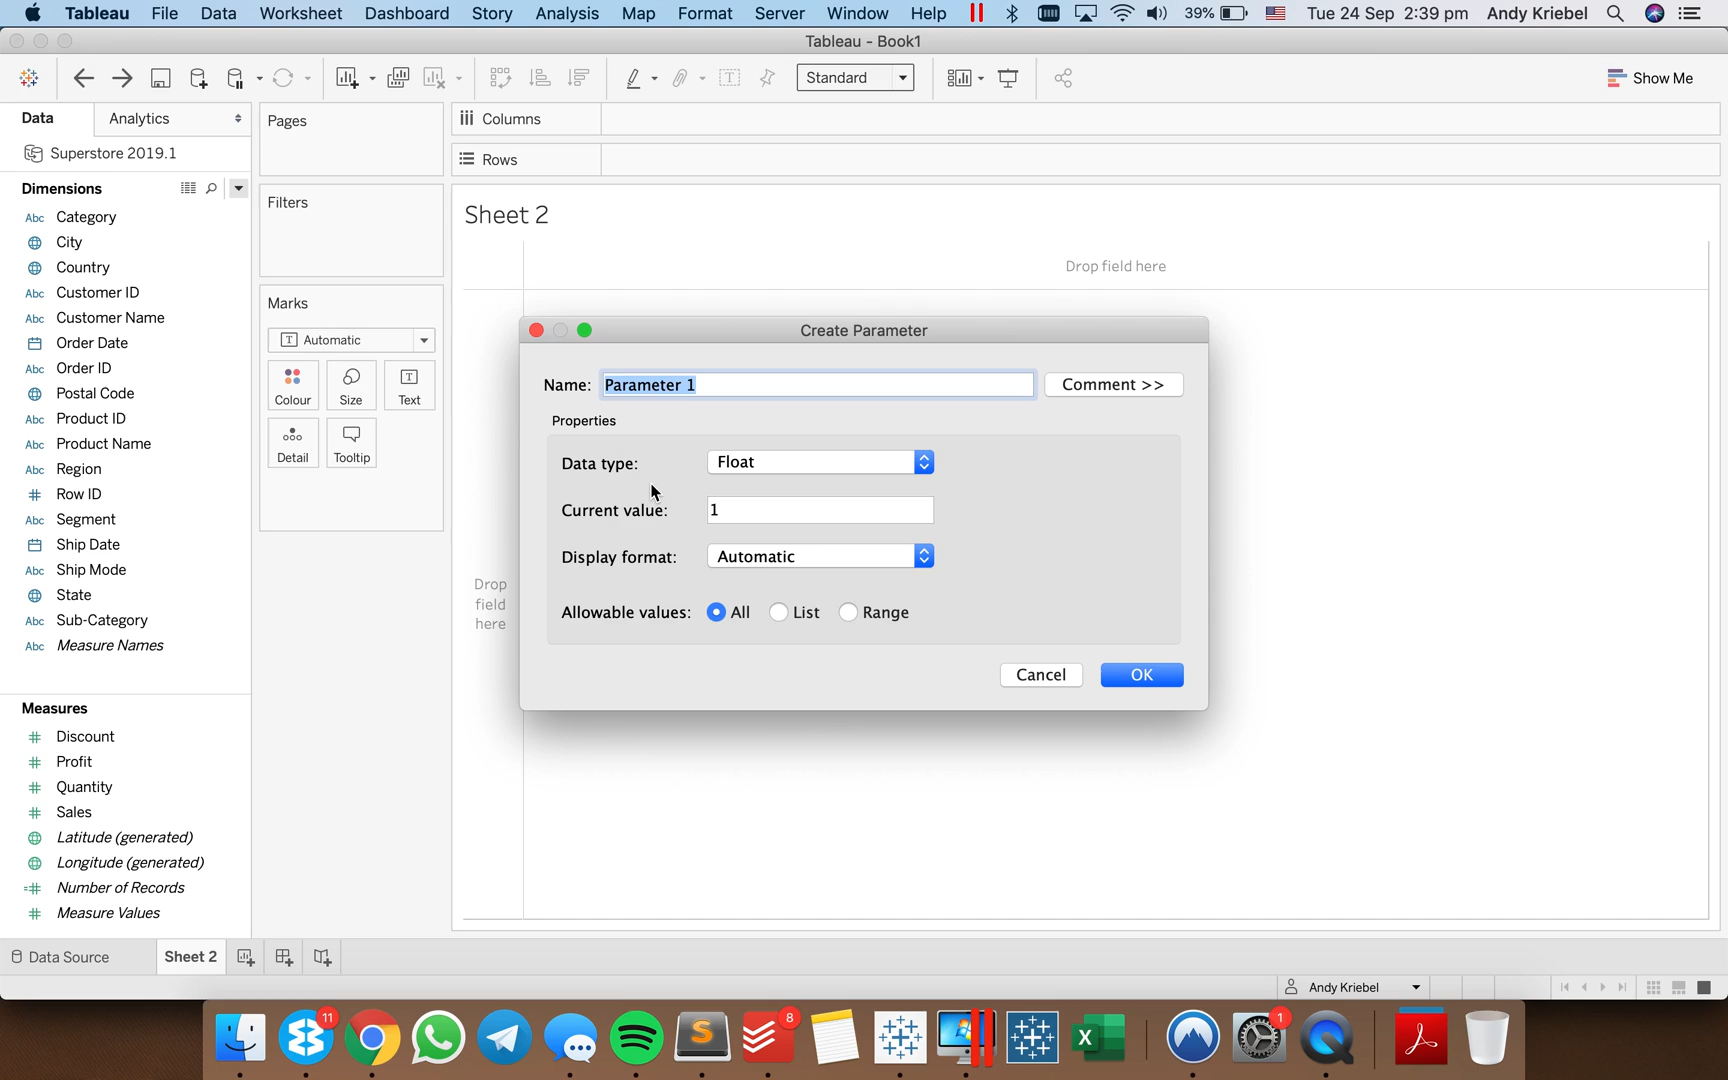 Tableau File Data Worksheet Dashboard Story Analysis Map Format Server Window Help 39% Tue 24 Sep 2:39 pm Andy Kriebel
Tableau - Book1
Standard Show Me
Data Analytics Pages Columns
Superstore 2019.1
Rows
Dimensions
Filters
Sheet 2
Abc Category
City
Country
Abc Customer ID
Abc Customer Name
Order Date
Abc Order ID
Postal Code
Abc Product ID
Abc Product Name
Abc Region
# Row ID
Abc Segment
Ship Date
Abc Ship Mode
State
Abc Sub-Category
Abc Measure Names
Measures
# Discount
# Profit
# Quantity
# Sales
Latitude (generated)
Longitude (generated)
=# Number of Records
# Measure Values
Marks
T Automatic
Colour Size Text
Detail Tooltip
Drop field here
Drop
field
here
Create Parameter
Name: Parameter 1 Comment >>
Properties
Data type: Float
Current value: 1
Display format: Automatic
Allowable values: All List Range
Cancel OK
Data Source Sheet 2
Andy Kriebel
11 8 S X 1